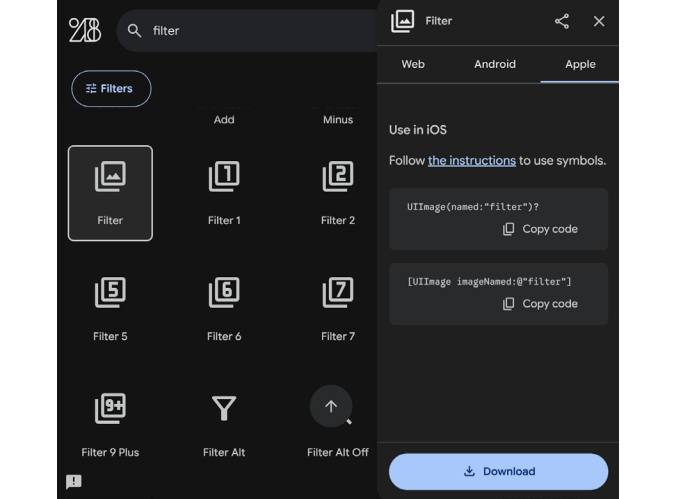 218
filter
Filters
Add
Minus
Filter
Filter 1
Filter 2
Filter 5
Filter 6
Filter 7
9+
Filter 9 Plus
Filter Alt
Filter Alt Off
Filter
Web
Android
Apple
Use in iOS
Follow the instructions to use symbols.
UIImage(named:"filter")?
Copy code
[UIImage imageNamed:@"filter"]
Copy code
Download